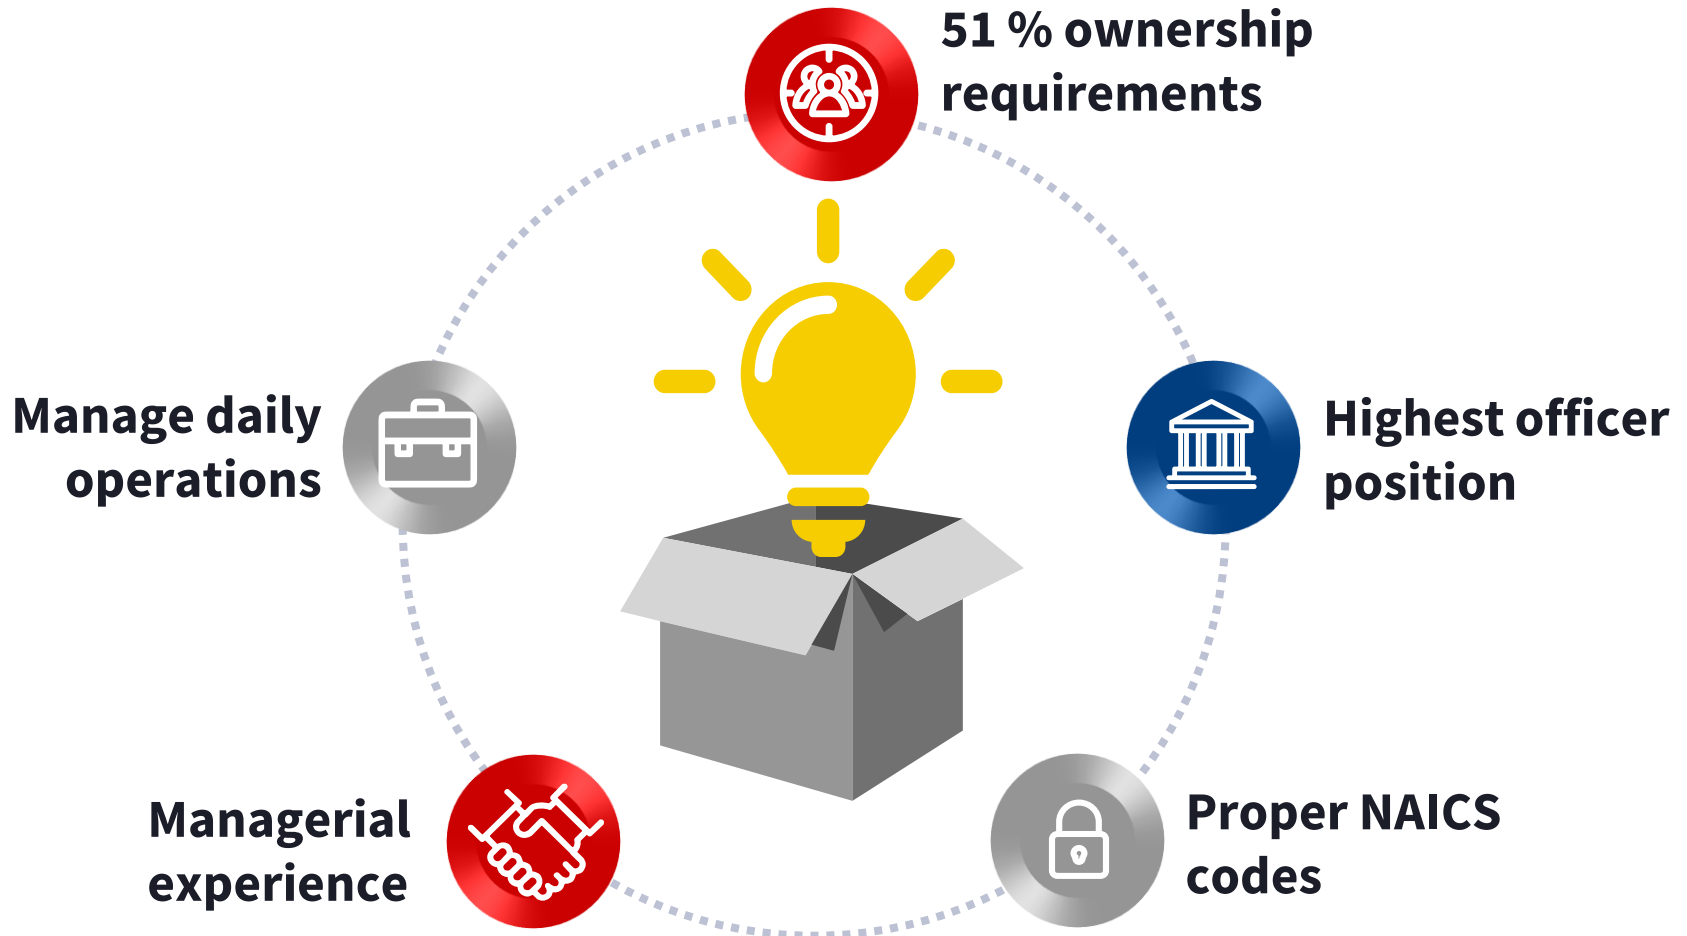 51 % ownership
requirements
Highest officer
position
Proper NAICS
codes
Managerial
experience
Manage daily
operations